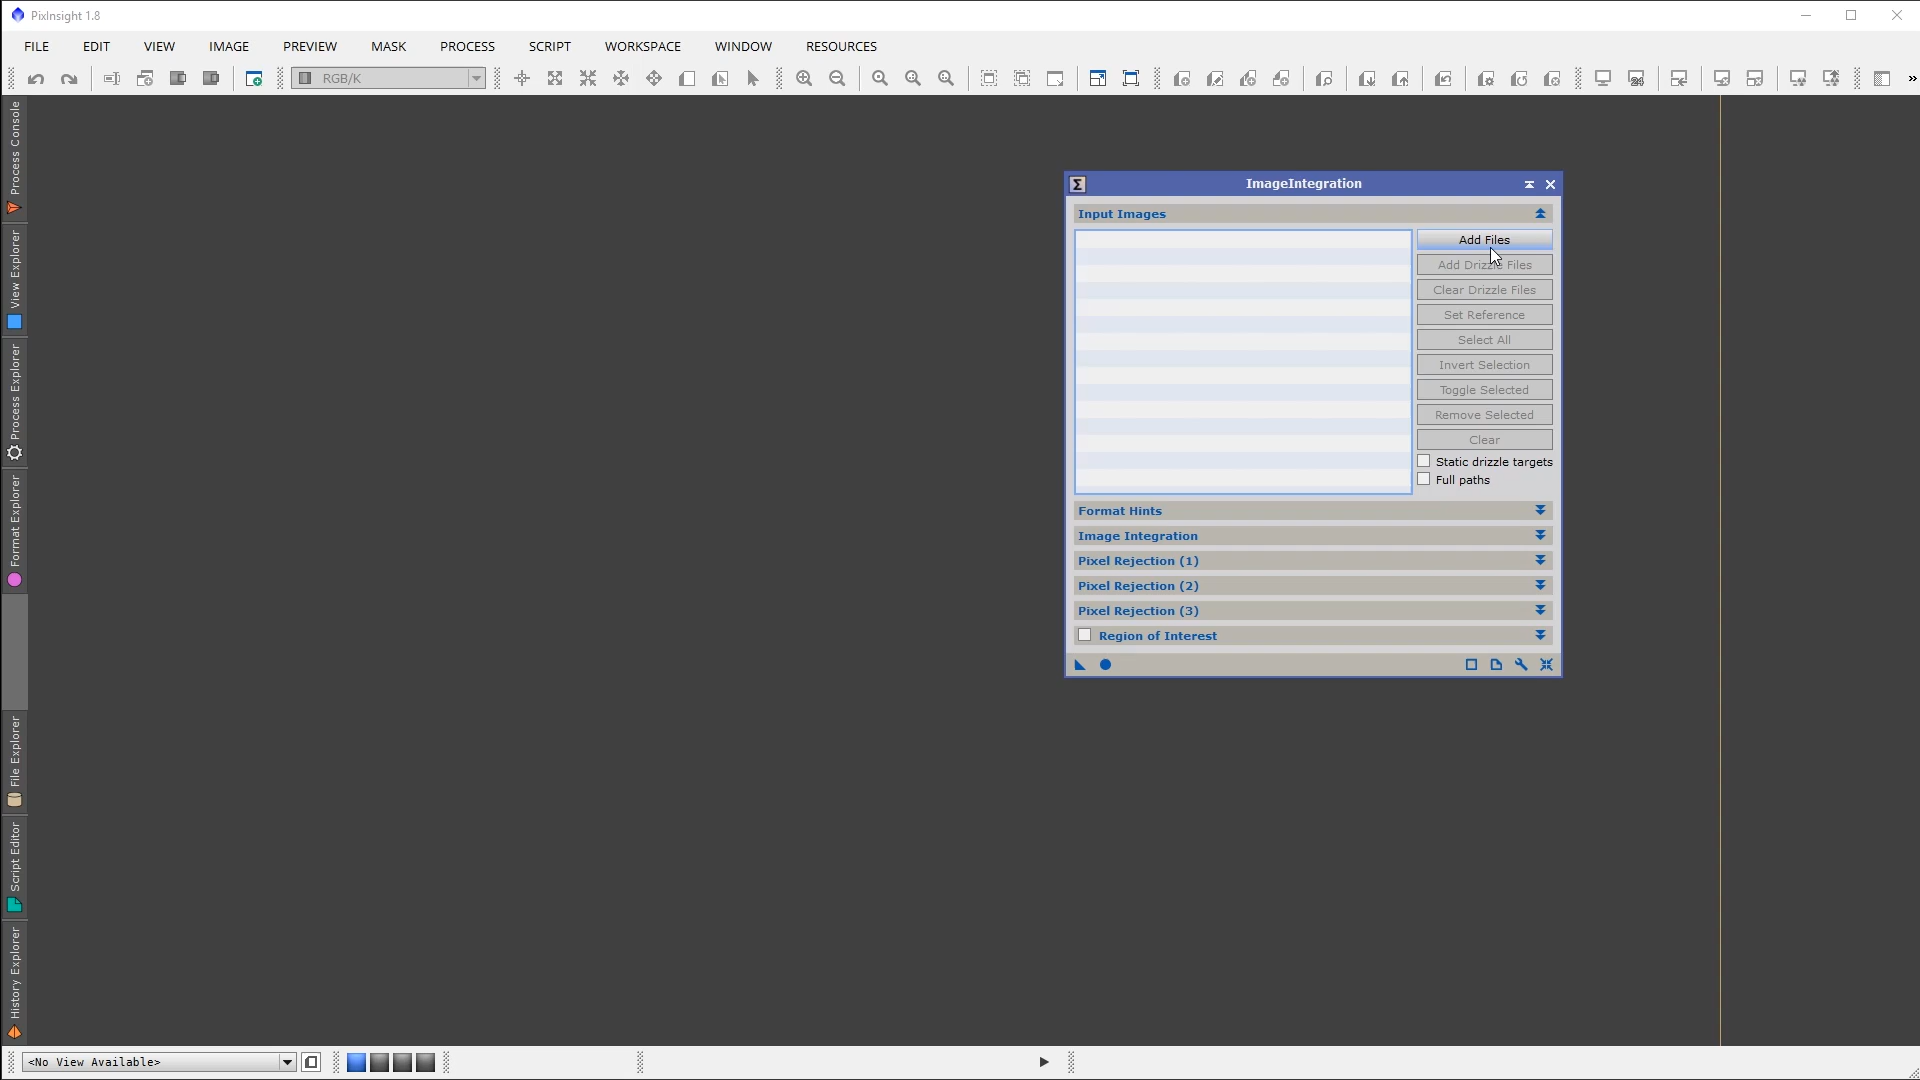 PixInsight 1.8
FILE EDIT VIEW IMAGE PREVIEW MASK PROCESS SCRIPT WORKSPACE WINDOW RESOURCES
RGB/K
24
»
Process Console
View Explorer
Process Explorer
Format Explorer
File Explorer
Script Editor
History Explorer
Σ ImageIntegration
Input Images
Add Files
Add Drizzle Files
Clear Drizzle Files
Set Reference
Select All
Invert Selection
Toggle Selected
Remove Selected
Clear
Static drizzle targets
Full paths
Format Hints
Image Integration
Pixel Rejection (1)
Pixel Rejection (2)
Pixel Rejection (3)
Region of Interest
<No View Available>